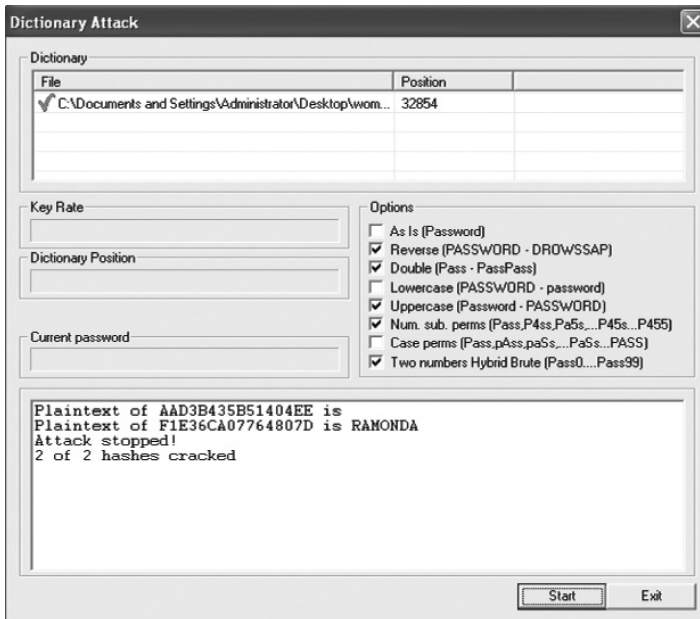 Dictionary Attack
Dictionary
File Position
C:\Documents and Settings\Administrator\Desktop\wom... 32854
Key Rate
Dictionary Position
Current password
Options
As Is (Password)
Reverse (PASSWORD - DROWSSAP)
Double (Pass - PassPass)
Lowercase (PASSWORD - password)
Uppercase (Password - PASSWORD)
Num. sub. perms (Pass,P4ss,Pa5s,...P45s...P455)
Case perms (Pass,pAss,paSs,...PaSs...PASS)
Two numbers Hybrid Brute (Pass0....Pass99)
Plaintext of AAD3B435B51404EE is
Plaintext of F1E36CA07764807D is RAMONDA
Attack stopped!
2 of 2 hashes cracked
Start Exit